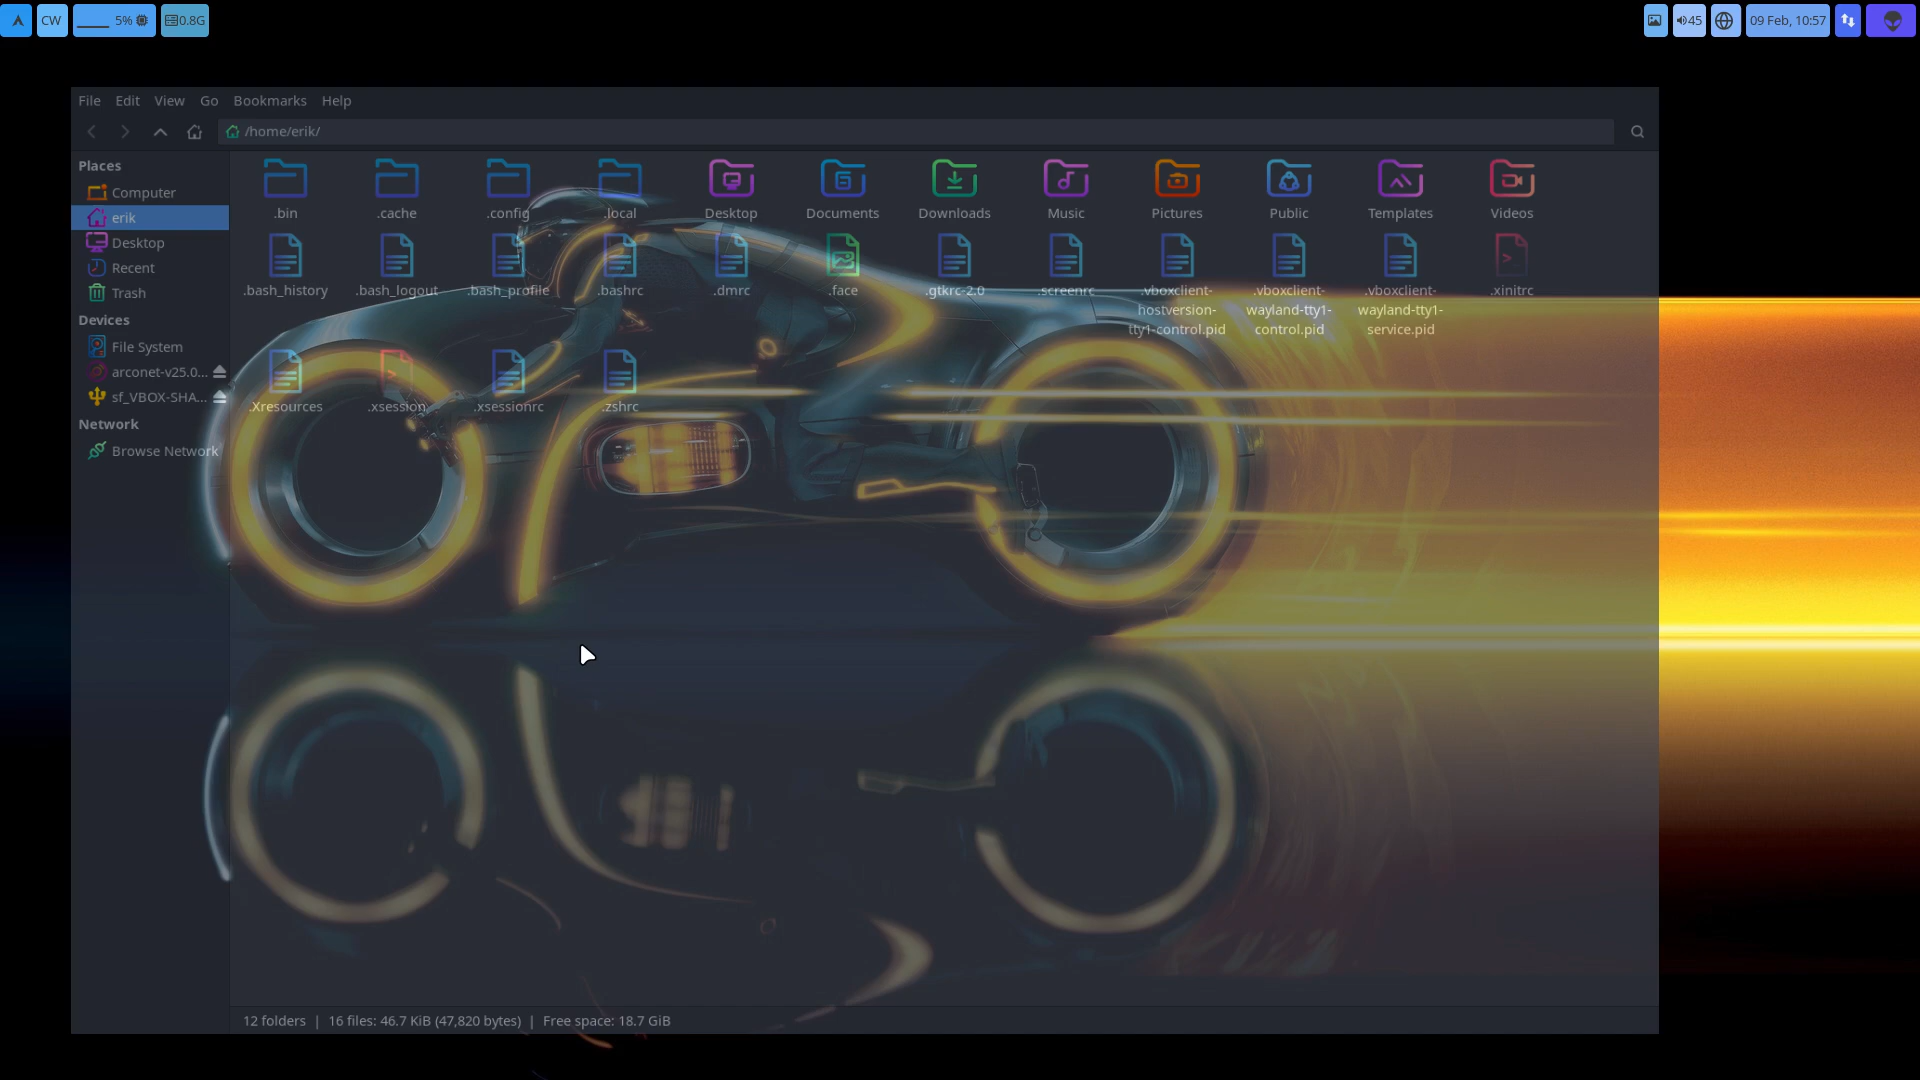 CW
5%
0.8G
45
09 Feb, 10:57
File Edit View Go Bookmarks Help
/home/erik/
Places
Computer
erik
Desktop
Recent
Trash
Devices
File System
arconet-v25.0...
sf_VBOX-SHA...
Network
Browse Network
.bin .cache .config .local Desktop Documents Downloads Music Pictures Public Templates Videos
.bash_history .bash_logout .bash_profile .bashrc .dmrc .face .gtkrc-2.0 .screenrc .vboxclient- .vboxclient- .vboxclient- .xinitrc
hostversion- wayland-tty1- wayland-tty1-
tty1-control.pid control.pid service.pid
.Xresources .xsession .xsessionrc .zshrc
12 folders | 16 files: 46.7 KiB (47,820 bytes) | Free space: 18.7 GiB